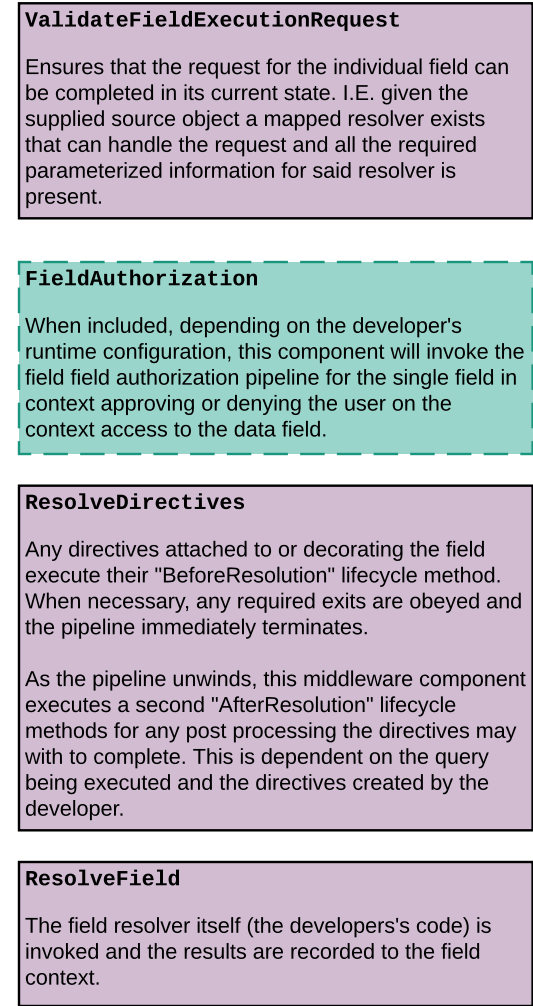 ValidateFieldExecutionRequest
Ensures that the request for the individual field can
be completed in its current state. I.E. given the
supplied source object a mapped resolver exists
that can handle the request and all the required
parameterized information for said resolver is
present.
FieldAuthorization
When included, depending on the developer's
runtime configuration, this component will invoke the
field field authorization pipeline for the single field in
context approving or denying the user on the
context access to the data field.
ResolveDirectives
Any directives attached to or decorating the field
execute their "BeforeResolution" lifecycle method.
When necessary, any required exits are obeyed and
the pipeline immediately terminates.
As the pipeline unwinds, this middleware component
executes a second "AfterResolution" lifecycle
methods for any post processing the directives may
with to complete. This is dependent on the query
being executed and the directives created by the
developer.
ResolveField
The field resolver itself (the developers's code) is
invoked and the results are recorded to the field
context.